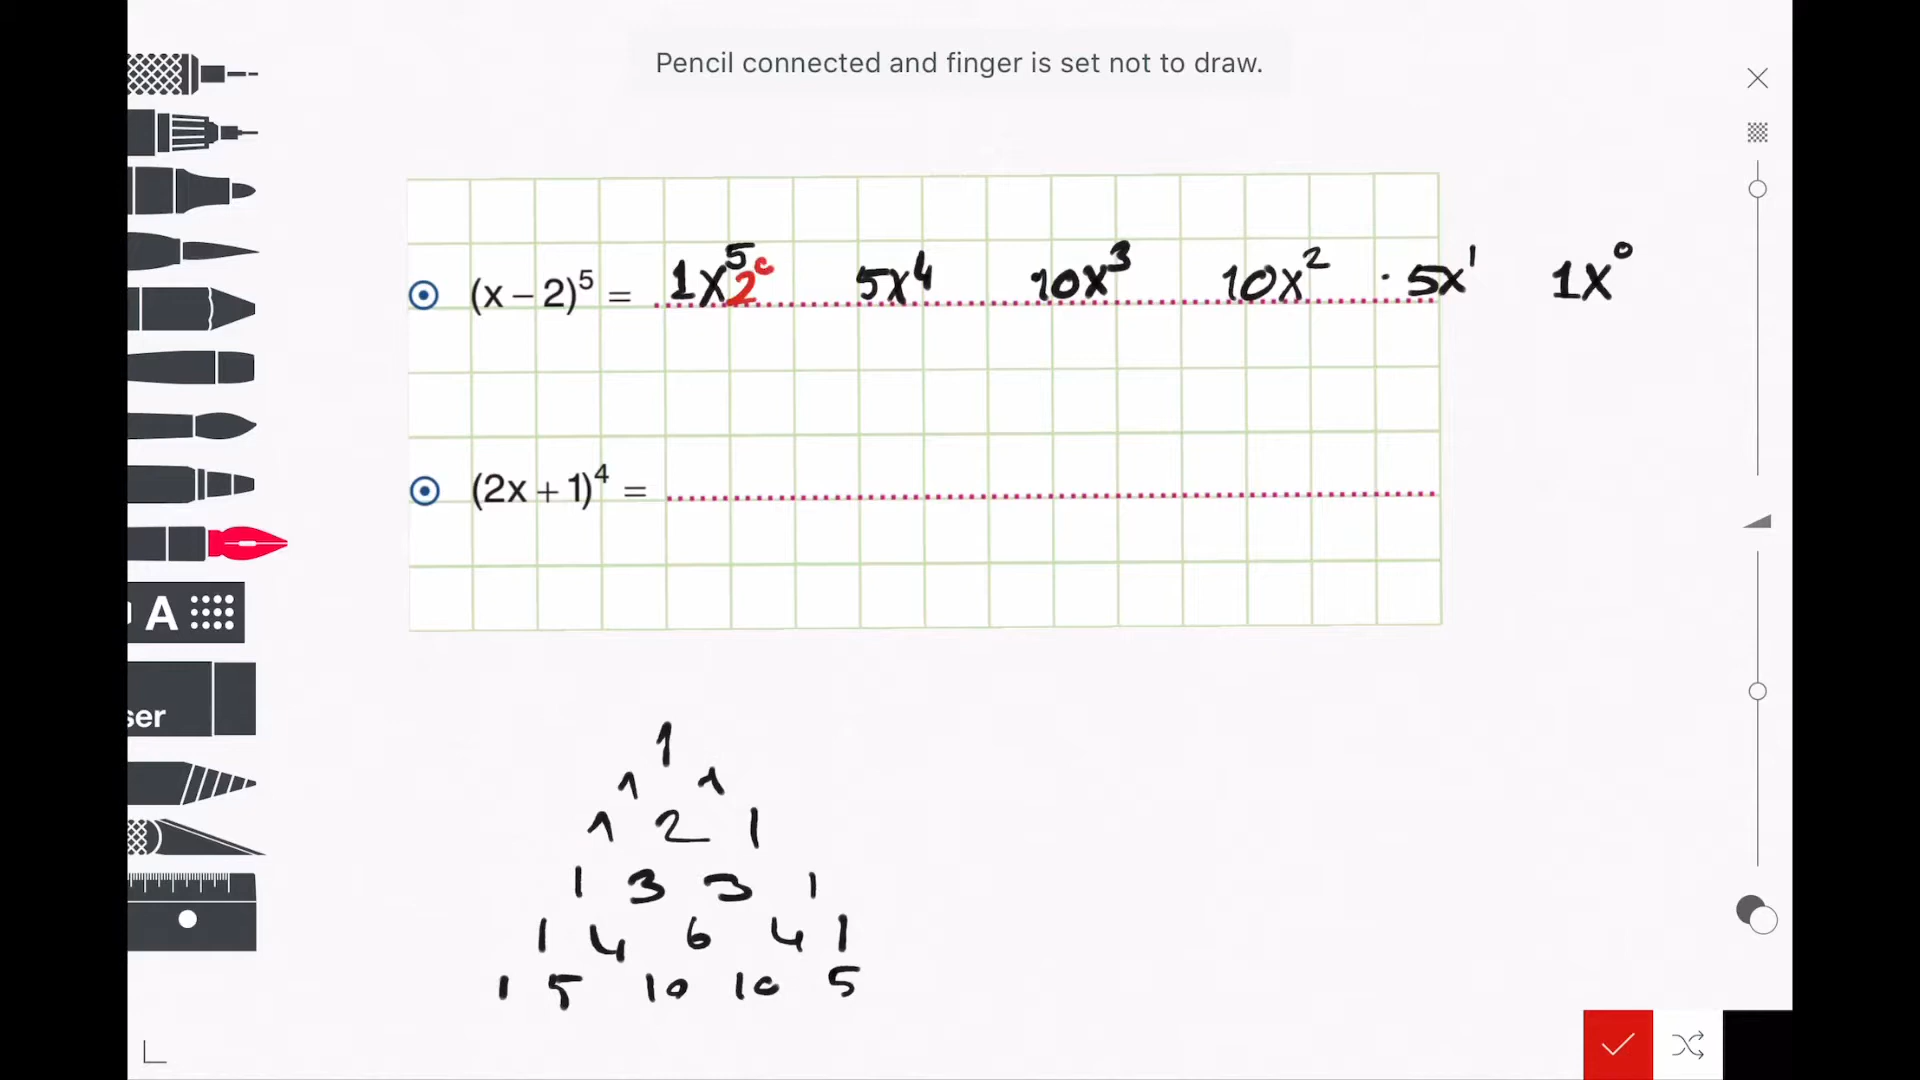 Pencil connected and finger is set not to draw.
(x – 2)⁵ = 1x⁵2⁰ 5x⁴ 10x³ 10x² · 5x¹ 1x⁰
(2x + 1)⁴ =
A
ser
1
1 1
1 2 1
1 3 3 1
1 4 6 4 1
1 5 10 10 5